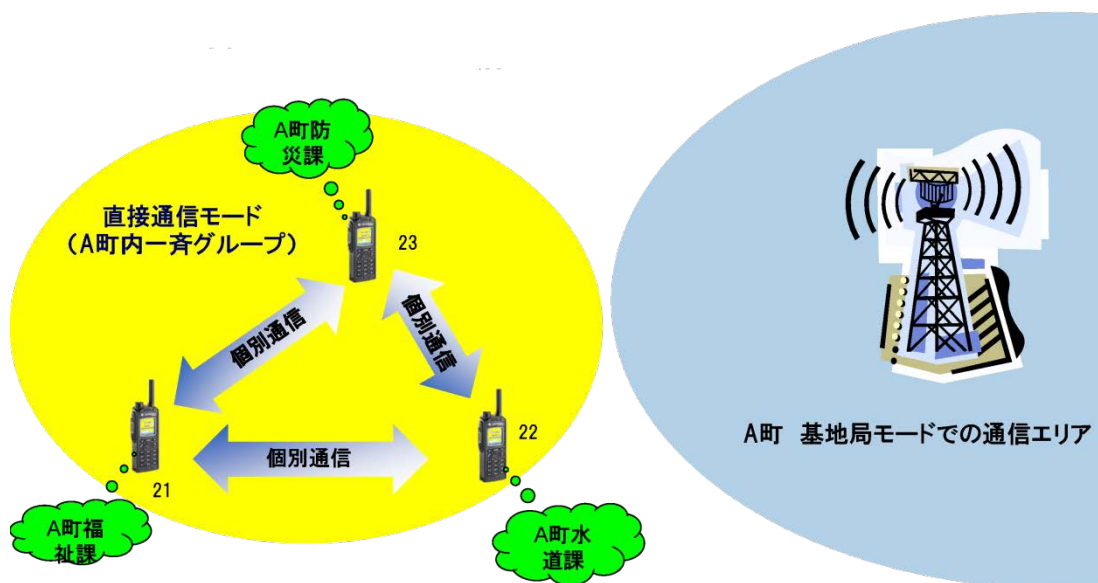 A町防
災課
直接通信モード
(A町内一斉グループ)
23
個別通信
個別通信
22
個別通信
21
A町福
祉課
A町水
道課
A町 基地局モードでの通信エリア